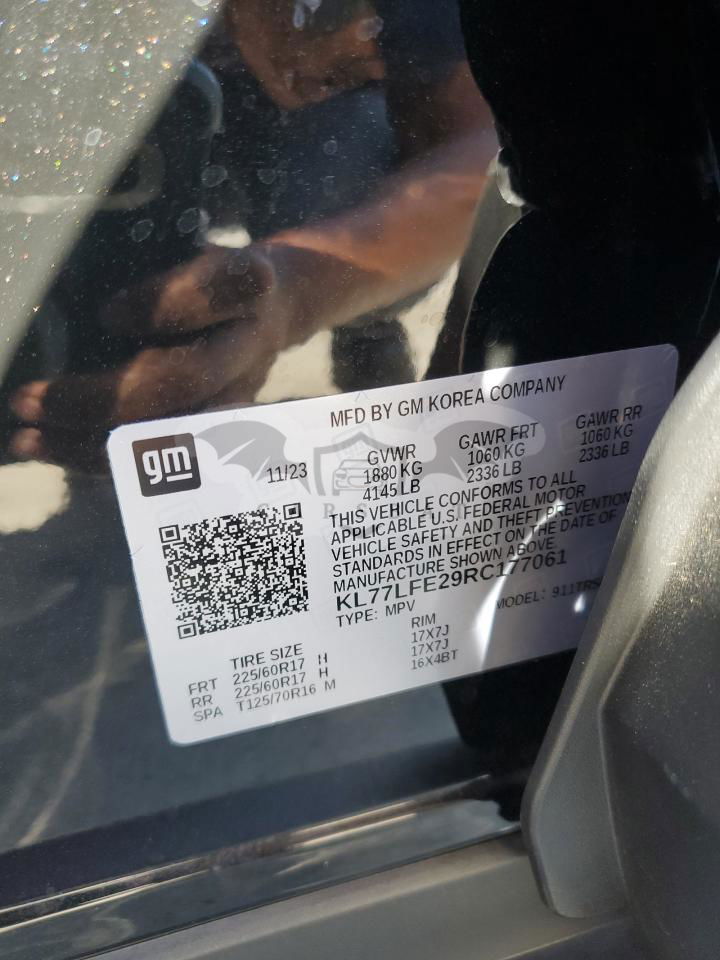 MFD BY GM KOREA COMPANY
gm
11/23
GVWR
1880 KG
4145 LB
GAWR FRT
1060 KG
2336 LB
GAWR RR
1060 KG
2336 LB
THIS VEHICLE CONFORMS TO ALL
APPLICABLE U.S. FEDERAL MOTOR
VEHICLE SAFETY AND THEFT PREVENTION
STANDARDS IN EFFECT ON THE DATE OF
MANUFACTURE SHOWN ABOVE
KL77LFE29RC177061
TYPE: MPV
MODEL:
TIRE SIZE
RIM
FRT 225/60R17 H 17X7J
RR 225/60R17 H 17X7J
SPA T125/70R16 M 16X4BT